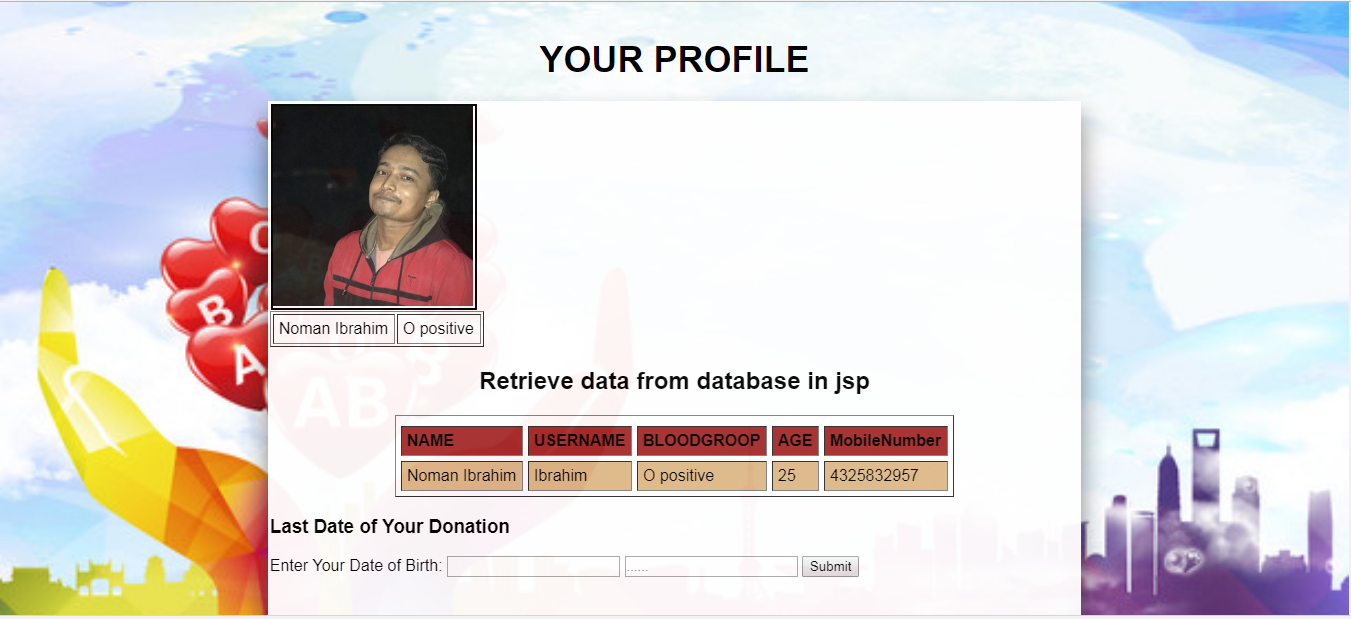 YOUR PROFILE
O
B
A
AB
B
Noman Ibrahim O positive
Retrieve data from database in jsp
NAME USERNAME BLOODGROOP AGE MobileNumber
Noman Ibrahim Ibrahim O positive 25 4325832957
Last Date of Your Donation
Enter Your Date of Birth: ...... Submit